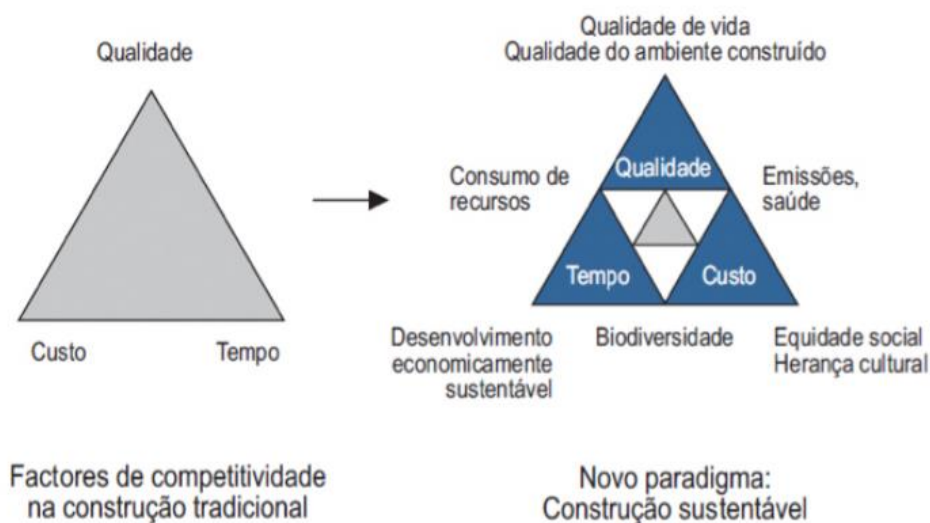 Qualidade
Custo
Tempo
Factores de competitividade
na construção tradicional
Qualidade de vida
Qualidade do ambiente construído
Consumo de
recursos
Qualidade
Emissões,
saúde
Tempo
Custo
Desenvolvimento
economicamente
sustentável
Biodiversidade
Equidade social
Herança cultural
Novo paradigma:
Construção sustentável